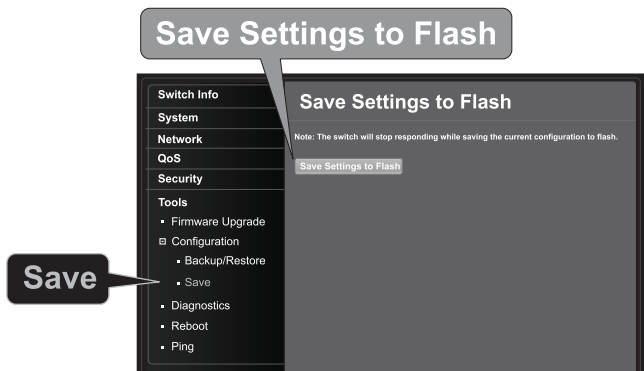 Save Settings to Flash
Switch Info
System
Network
QoS
Security
Tools
Firmware Upgrade
Configuration
Backup/Restore
Save
Diagnostics
Reboot
Ping
Save
Save Settings to Flash
Note: The switch will stop responding while saving the current configuration to flash.
Save Settings to Flash